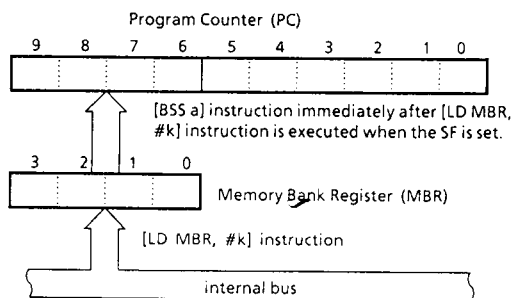 Program Counter (PC)
9 8 7 6 5 4 3 2 1 0
[BSS a] instruction immediately after [LD MBR,
#k] instruction is executed when the SF is set.
3 2 1 0
Memory Bank Register (MBR)
[LD MBR, #k] instruction
internal bus